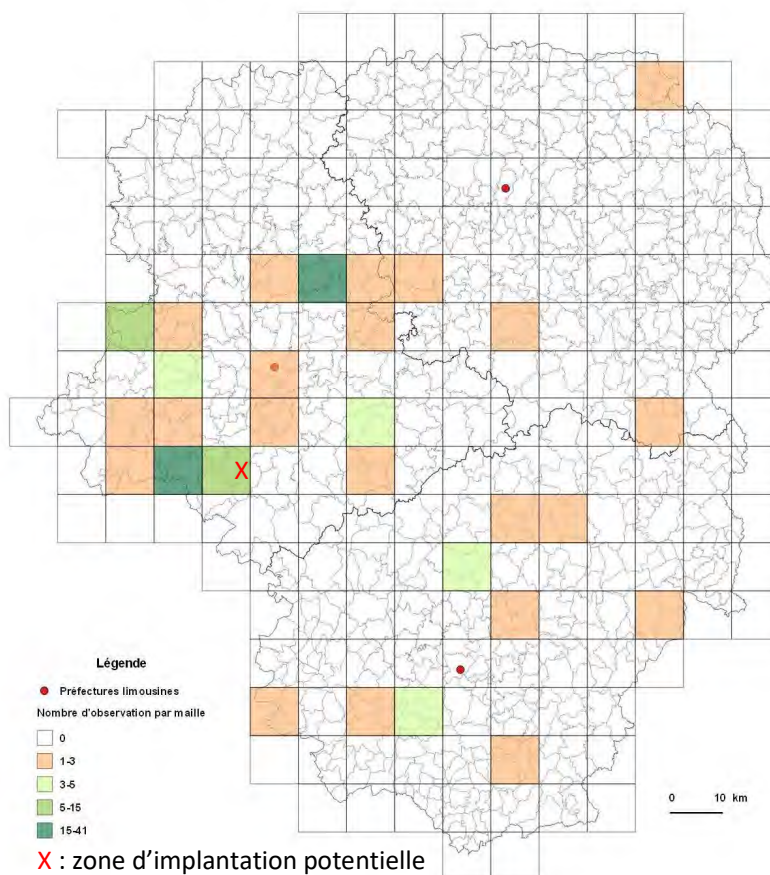 X
Légende
Préfectures limousines
Nombre d'observation par maille
0
1-3
3-5
5-15
15-41
0 10 km
X : zone d'implantation potentielle